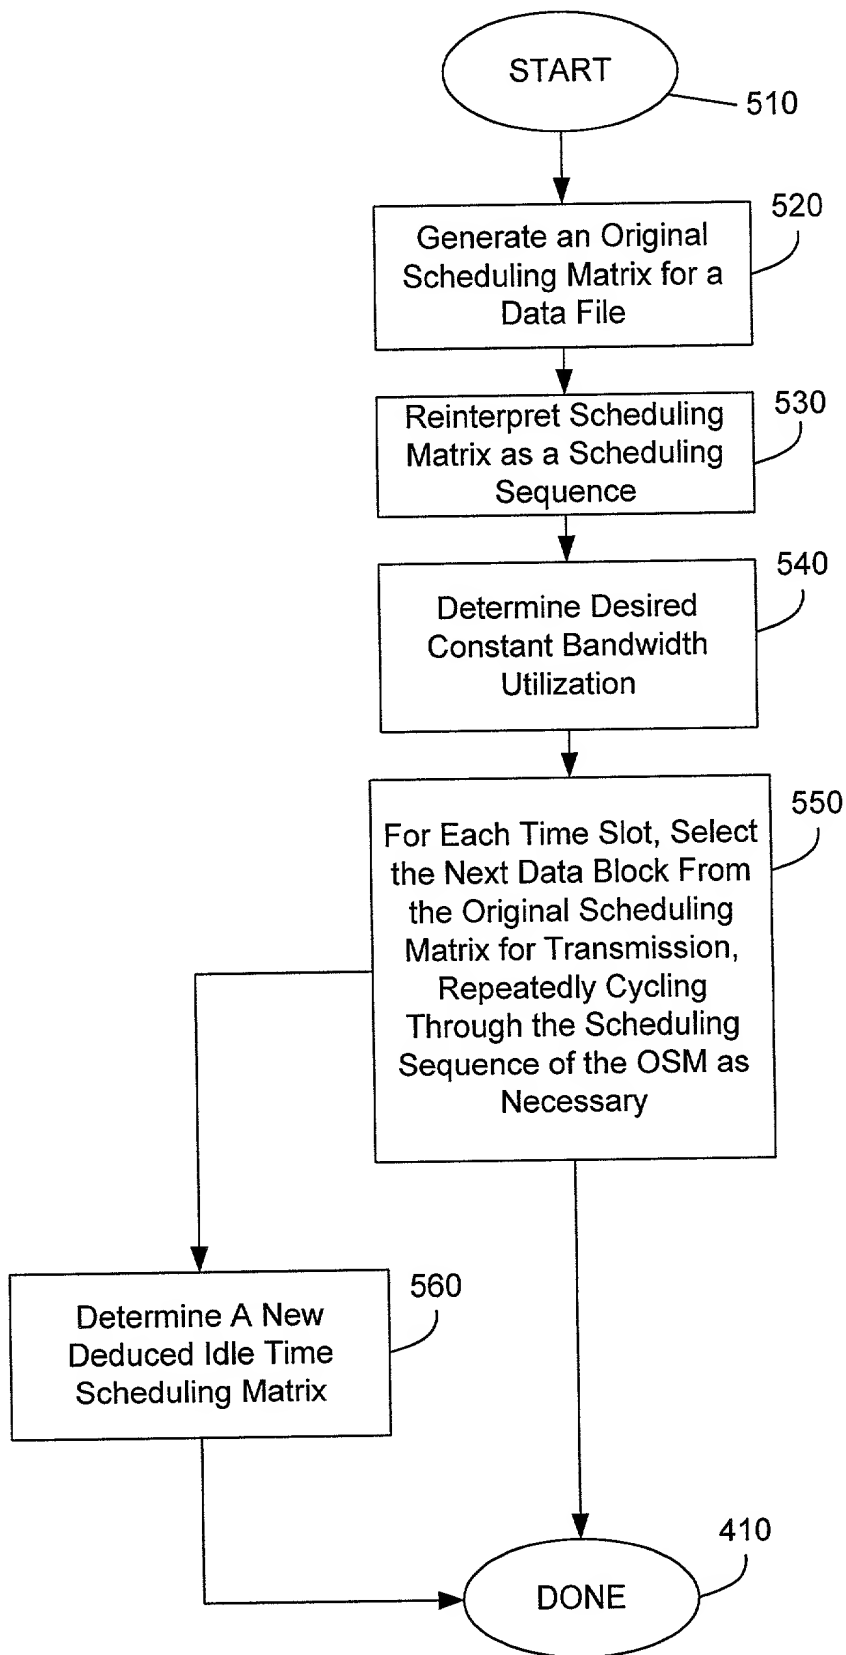 START
510
520
Generate an Original
Scheduling Matrix for a
Data File
530
Reinterpret Scheduling
Matrix as a Scheduling
Sequence
540
Determine Desired
Constant Bandwidth
Utilization
550
For Each Time Slot, Select
the Next Data Block From
the Original Scheduling
Matrix for Transmission,
Repeatedly Cycling
Through the Scheduling
Sequence of the OSM as
Necessary
560
Determine A New
Deduced Idle Time
Scheduling Matrix
410
DONE